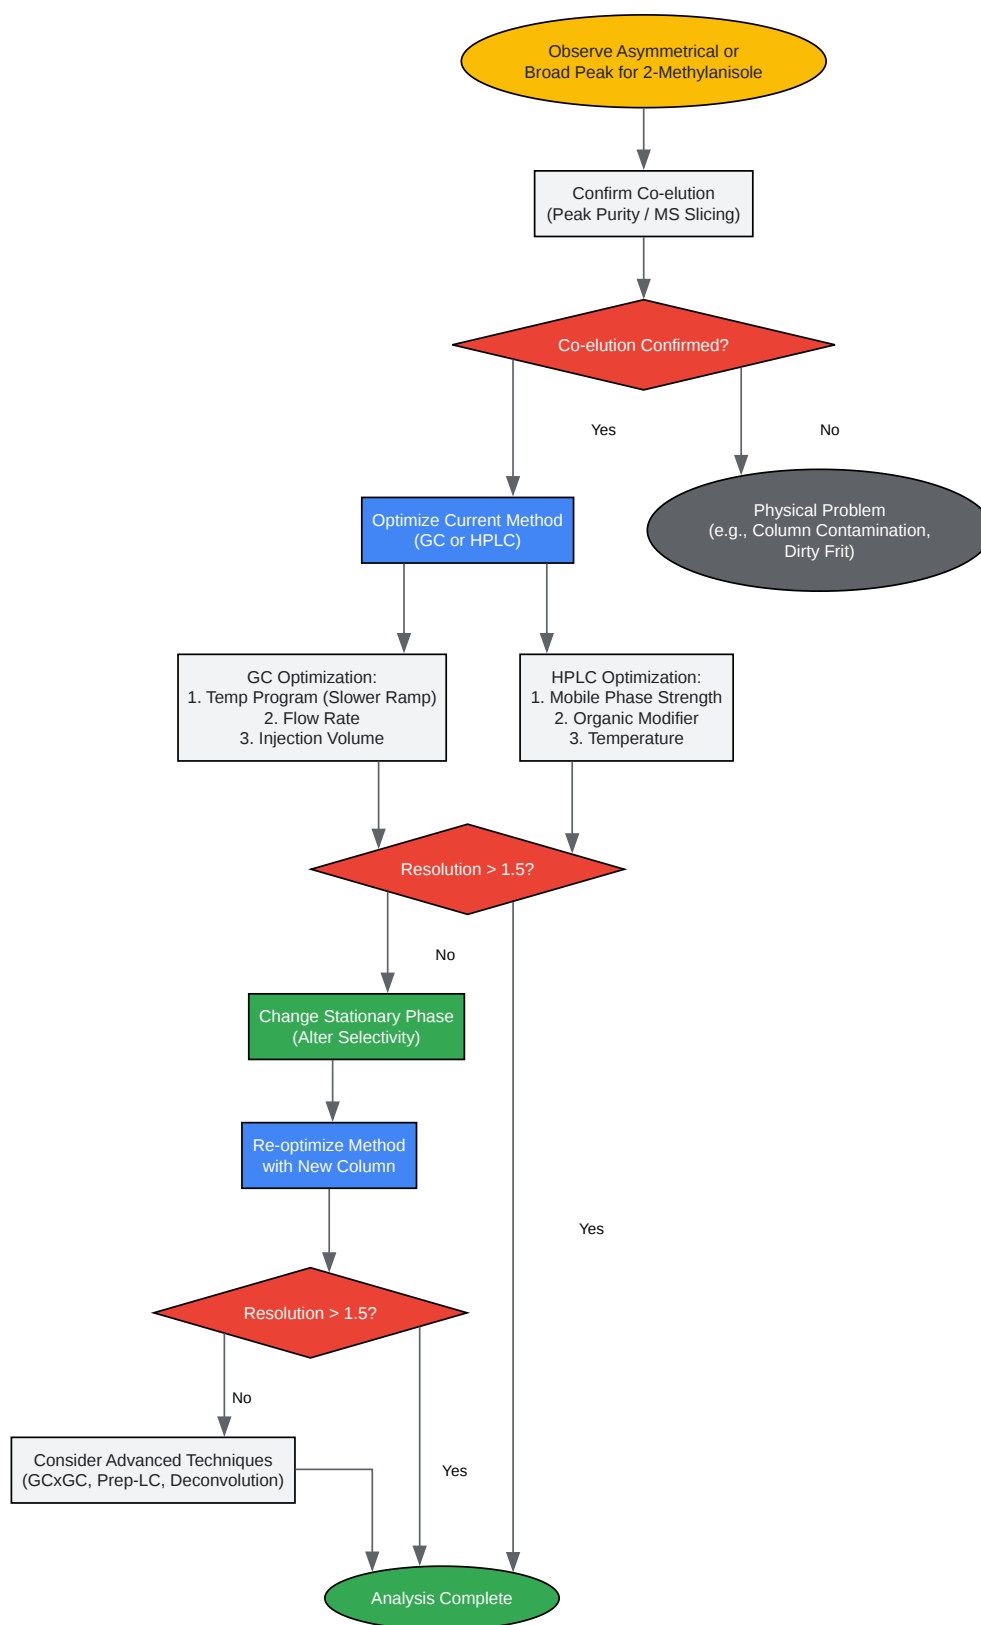 Observe Asymmetrical or
Broad Peak for 2-Methylanisole
Confirm Co-elution
(Peak Purity / MS Slicing)
Co-elution Confirmed?
Yes
No
Optimize Current Method
(GC or HPLC)
Physical Problem
(e.g., Column Contamination,
Dirty Frit)
GC Optimization:
1. Temp Program (Slower Ramp)
2. Flow Rate
3. Injection Volume
HPLC Optimization:
1. Mobile Phase Strength
2. Organic Modifier
3. Temperature
Resolution > 1.5?
No
Change Stationary Phase
(Alter Selectivity)
Re-optimize Method
with New Column
Yes
Resolution > 1.5?
No
Consider Advanced Techniques
(GCxGC, Prep-LC, Deconvolution)
Yes
Analysis Complete